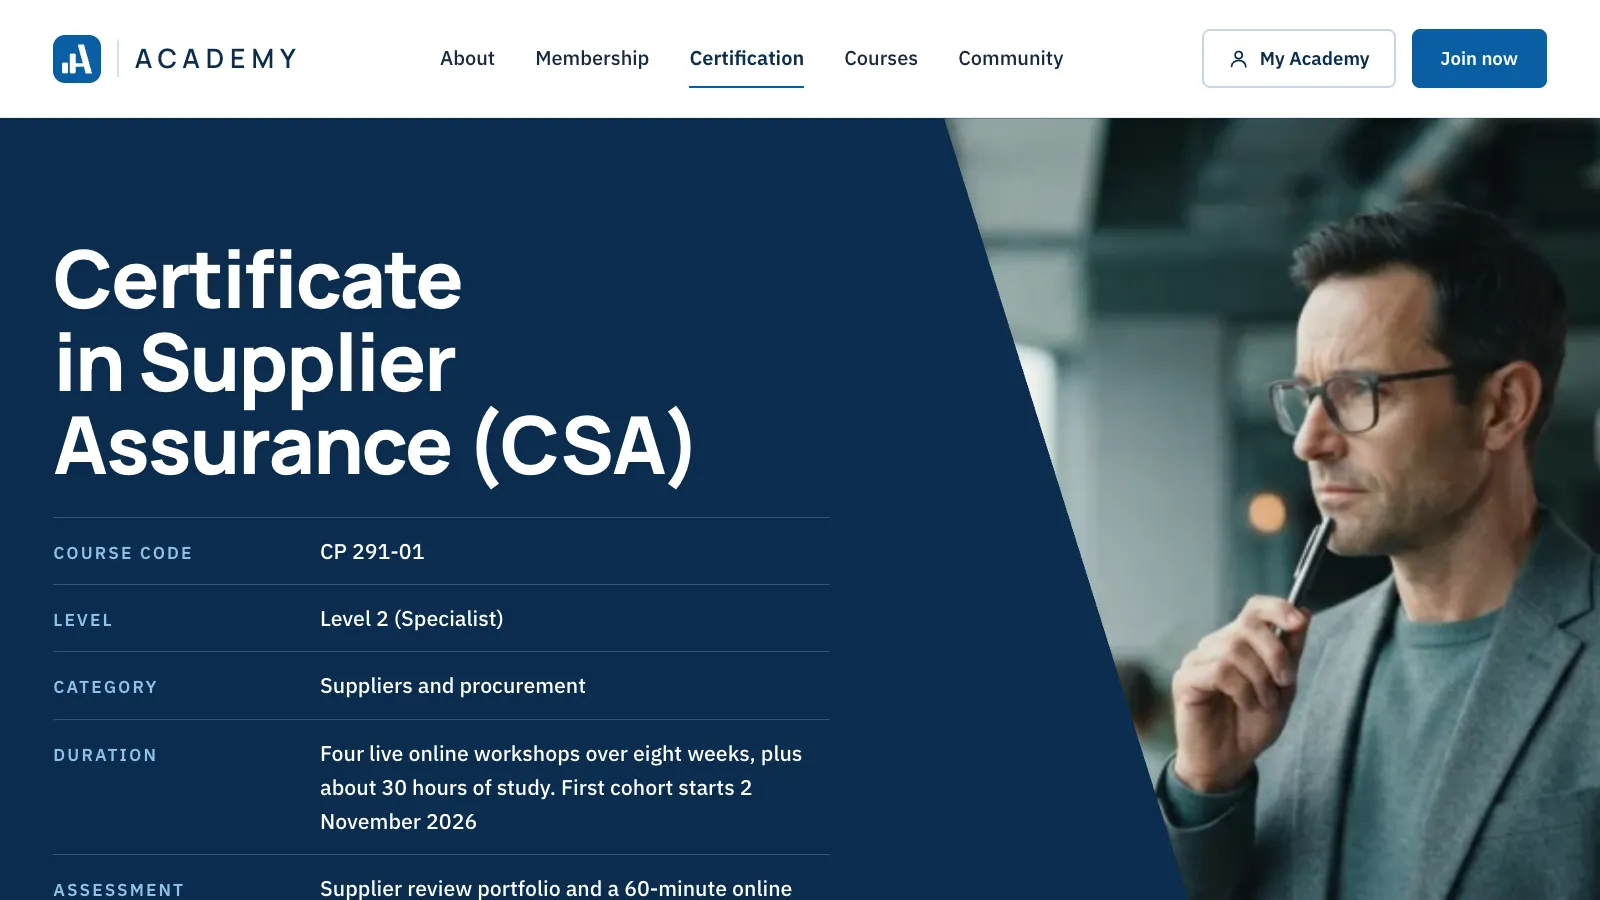 ACADEMY
About
Membership
Certification
Courses
Community
My Academy
Join now
Certificate
in Supplier
Assurance (CSA)
COURSE CODE
CP 291-01
LEVEL
Level 2 (Specialist)
CATEGORY
Suppliers and procurement
DURATION
Four live online workshops over eight weeks, plus
about 30 hours of study. First cohort starts 2
November 2026
ASSESSMENT
Supplier review portfolio and a 60-minute online